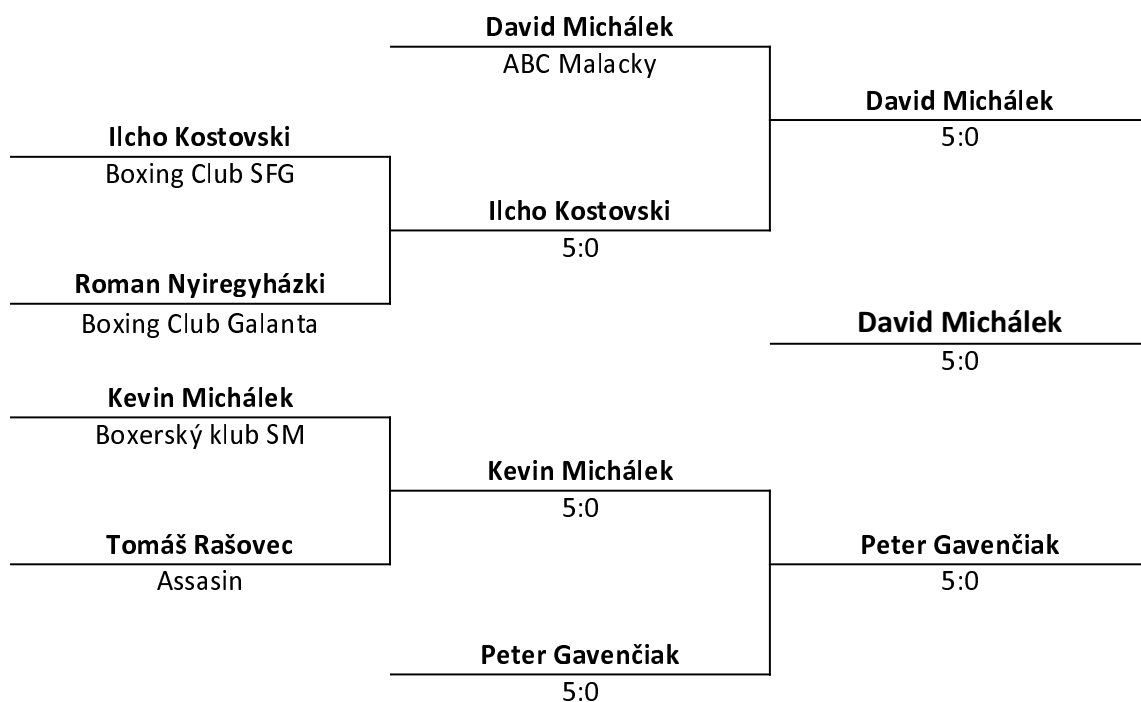 David Michálek
ABC Malacky
David Michálek
5:0
Ilcho Kostovski
Boxing Club SFG
Ilcho Kostovski
5:0
Roman Nyiregyházki
Boxing Club Galanta
David Michálek
5:0
Kevin Michálek
Boxerský klub SM
Kevin Michálek
5:0
Tomáš Rašovec
Assasin
Peter Gavenčiak
5:0
Peter Gavenčiak
5:0